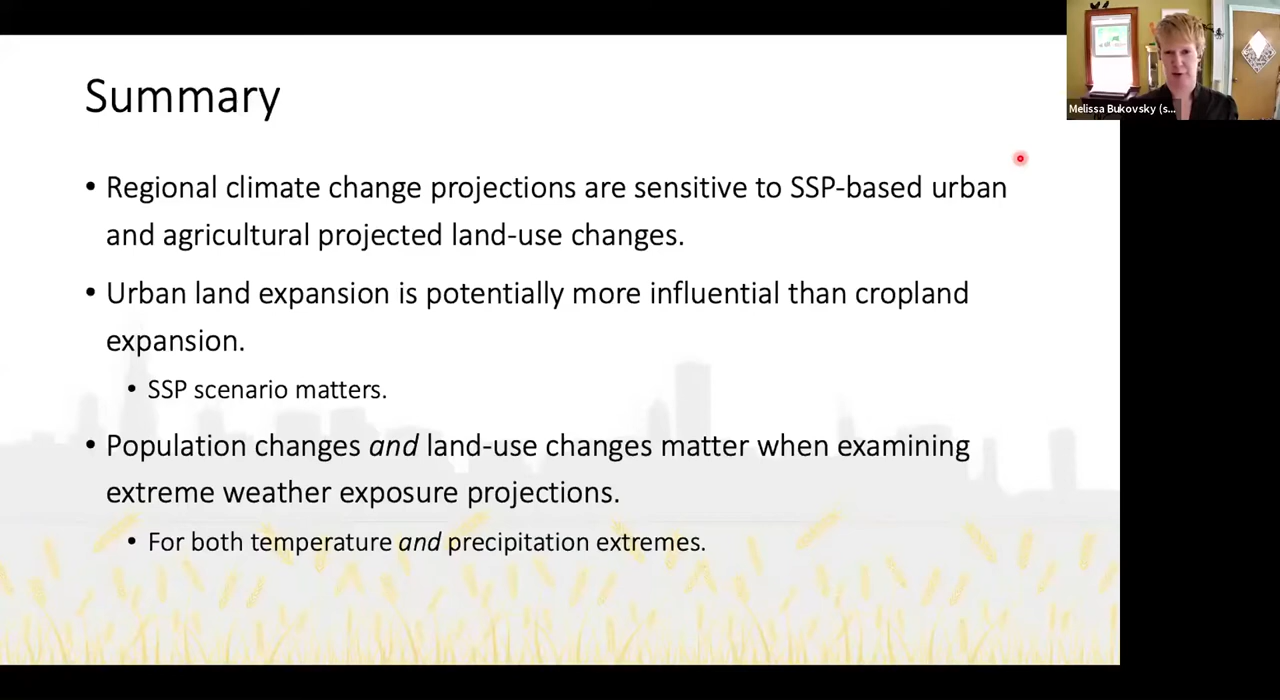 Melissa Bukovsky (s...
Summary
• Regional climate change projections are sensitive to SSP-based urban
and agricultural projected land-use changes.
• Urban land expansion is potentially more influential than cropland
expansion.
• SSP scenario matters.
• Population changes and land-use changes matter when examining
extreme weather exposure projections.
• For both temperature and precipitation extremes.